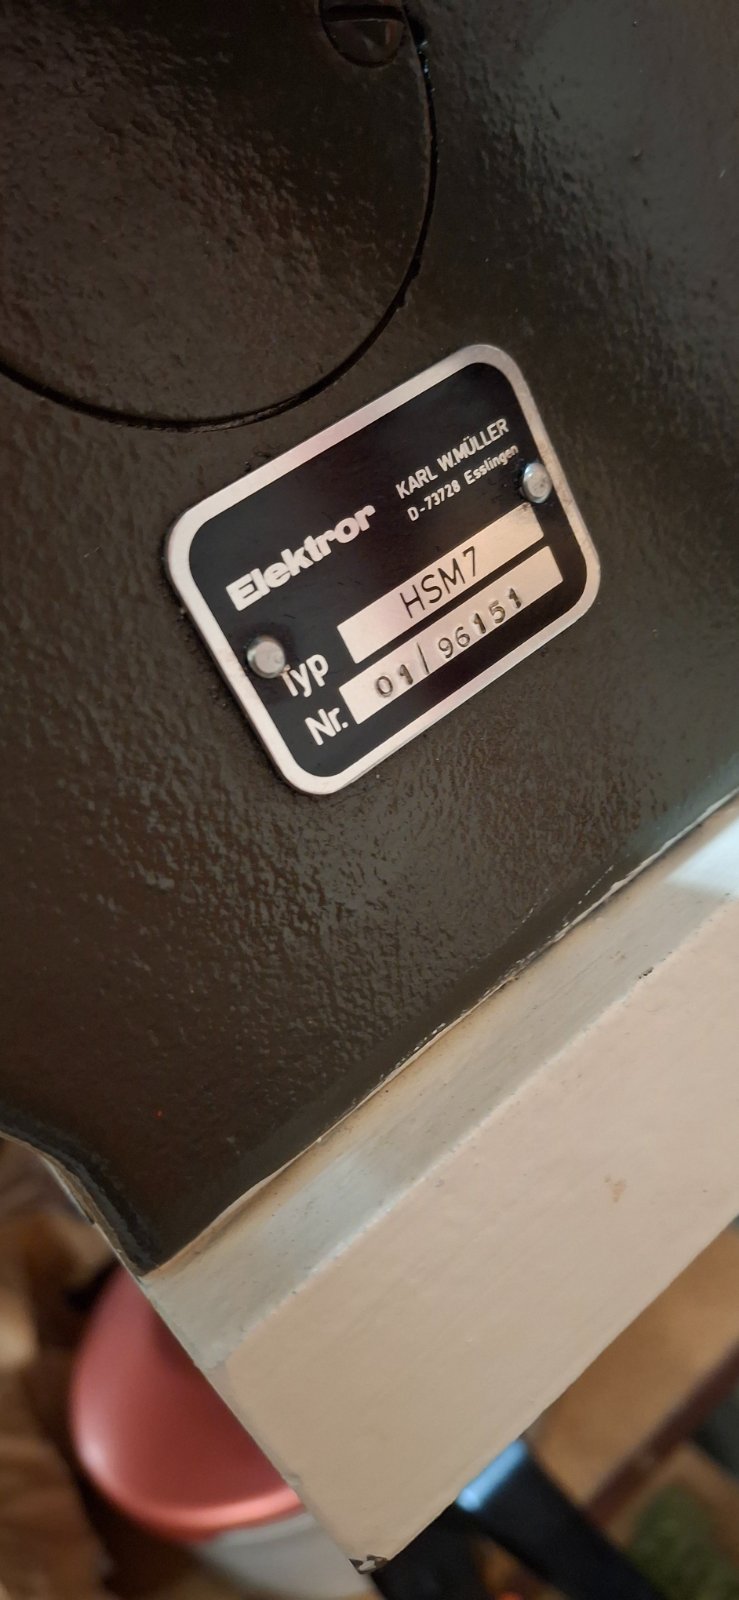 Elektror
KARL W.MÜLLER
D-73728 Esslingen
Typ HSM7
Nr. 01/96151